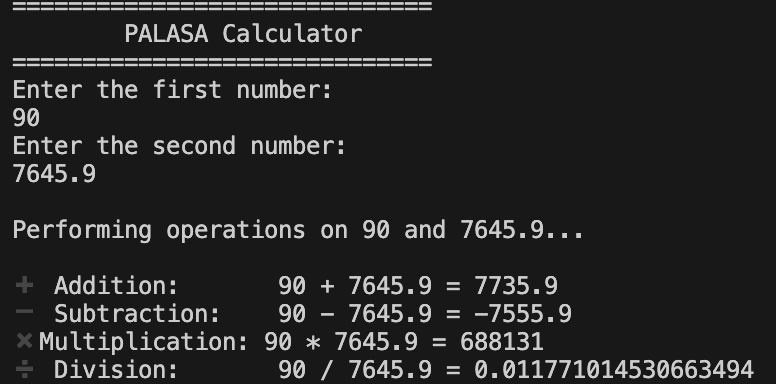 ==============================
        PALASA Calculator
==============================
Enter the first number:
90
Enter the second number:
7645.9

Performing operations on 90 and 7645.9...

➕ Addition:       90 + 7645.9 = 7735.9
➖ Subtraction:    90 - 7645.9 = -7555.9
✖ Multiplication: 90 * 7645.9 = 688131
➗ Division:       90 / 7645.9 = 0.011771014530663494